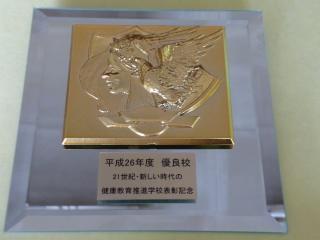 平成26年度　優良校
21世紀・新しい時代の
健康教育推進学校表彰記念